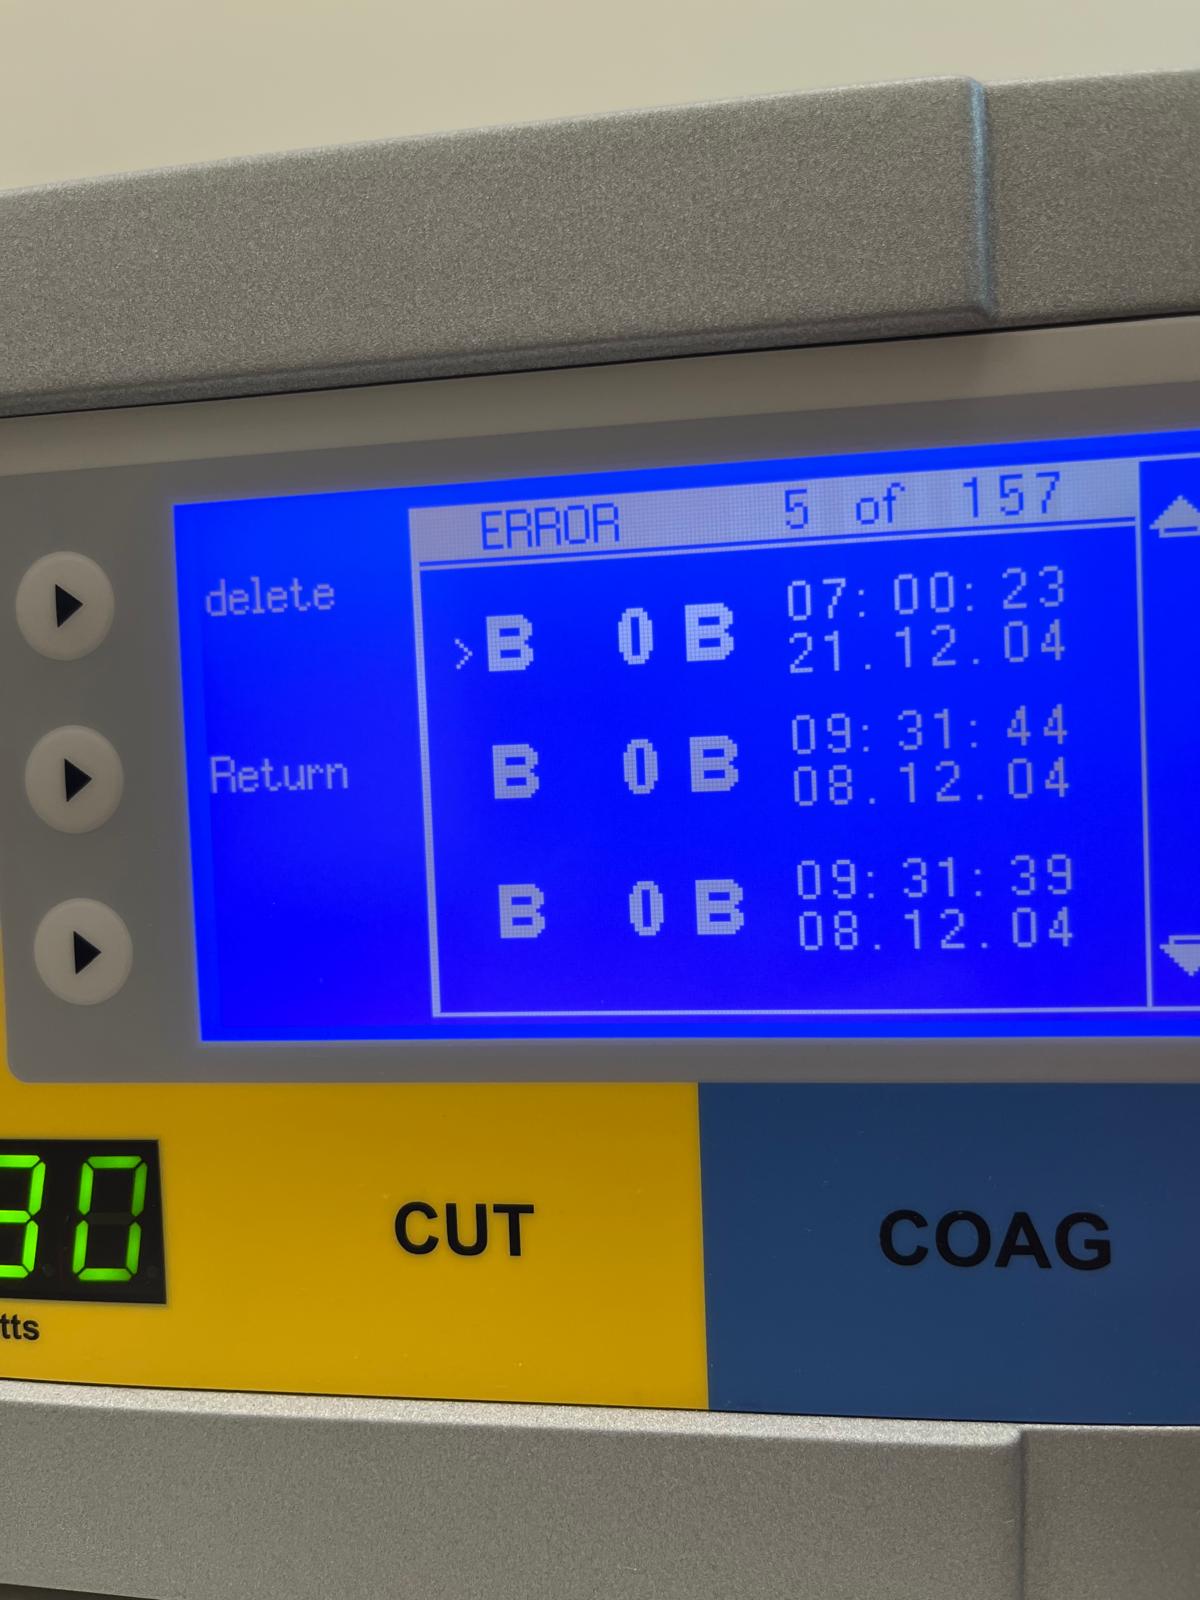 ERROR 5 of 157
delete
>B 0B 07:00:23
21.12.04
Return
B 0B 09:31:44
08.12.04
B 0B 09:31:39
08.12.04
30
CUT
COAG
tts